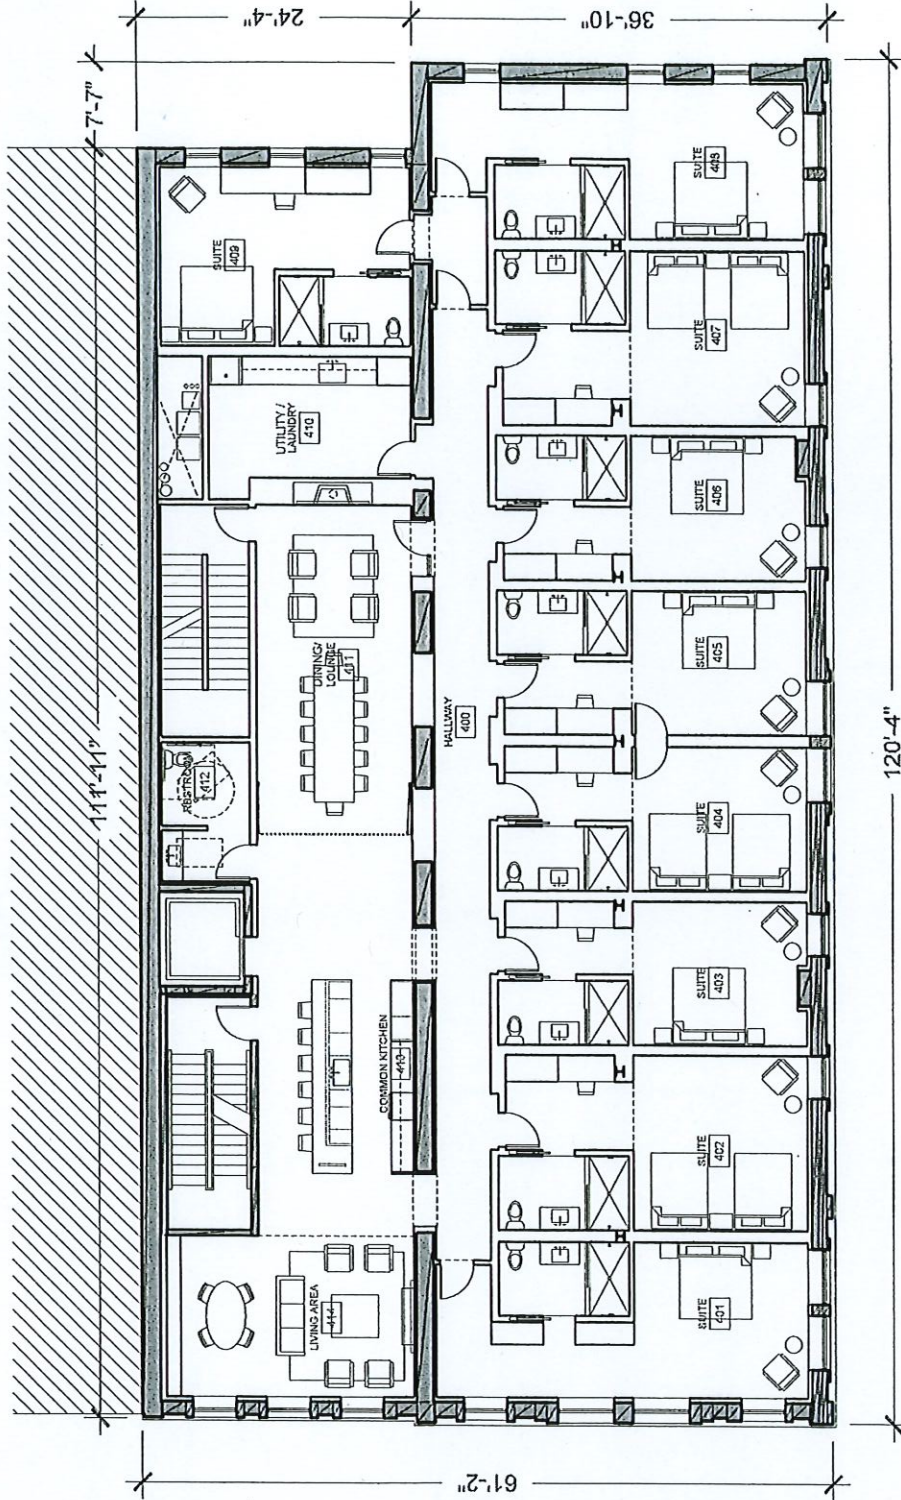 111'-11"
7'-7"
61'-2"
24'-4"
36'-10"
RESTROOM
412
SUITE
409
UTILITY /
LAUNDRY
410
LIVING AREA
414
DINING/
LOUNGE
411
COMMON KITCHEN
413
HALLWAY
400
SUITE
401
SUITE
402
SUITE
403
SUITE
404
SUITE
405
SUITE
406
SUITE
407
SUITE
408
120'-4"